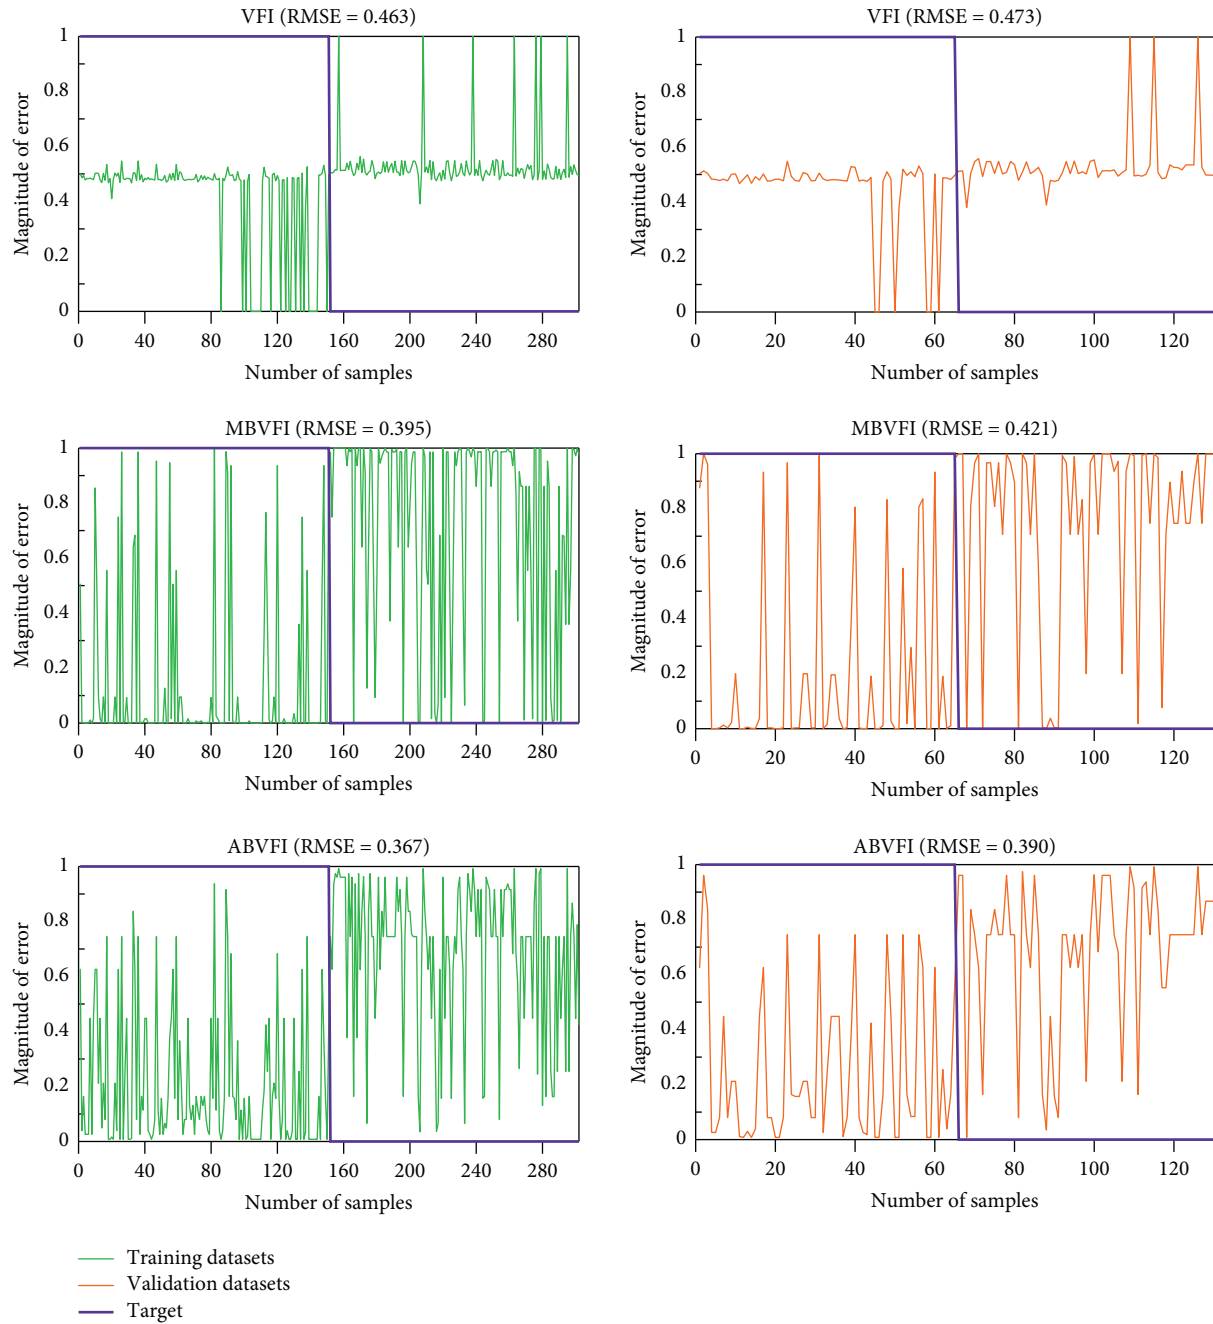 VFI (RMSE = 0.463)
1
0.8
0.6
0.4
0.2
0
Magnitude of error
0 40 80 120 160 200 240 280
Number of samples
VFI (RMSE = 0.473)
1
0.8
0.6
0.4
0.2
0
Magnitude of error
0 20 40 60 80 100 120
Number of samples
MBVFI (RMSE = 0.395)
1
0.8
0.6
0.4
0.2
0
Magnitude of error
0 40 80 120 160 200 240 280
Number of samples
MBVFI (RMSE = 0.421)
1
0.8
0.6
0.4
0.2
0
Magnitude of error
0 20 40 60 80 100 120
Number of samples
ABVFI (RMSE = 0.367)
1
0.8
0.6
0.4
0.2
0
Magnitude of error
0 40 80 120 160 200 240 280
Number of samples
ABVFI (RMSE = 0.390)
1
0.8
0.6
0.4
0.2
0
Magnitude of error
0 20 40 60 80 100 120
Number of samples
Training datasets
Validation datasets
Target